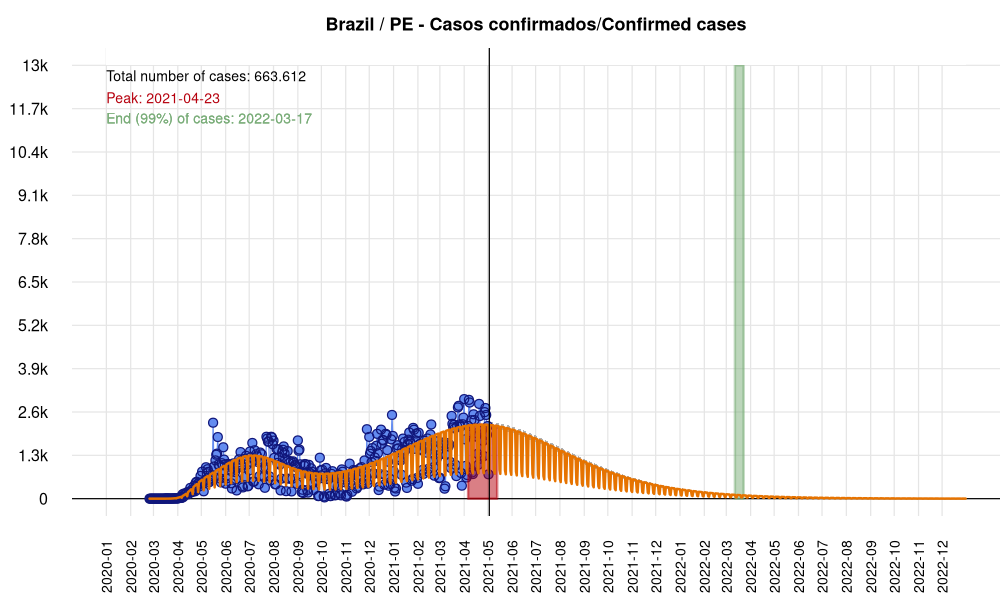 Brazil / PE - Casos confirmados/Confirmed cases
Total number of cases: 663.612
Peak: 2021-04-23
End (99%) of cases: 2022-03-17
13k
11.7k
10.4k
9.1k
7.8k
6.5k
5.2k
3.9k
2.6k
1.3k
0
2020-01
2020-02
2020-03
2020-04
2020-05
2020-06
2020-07
2020-08
2020-09
2020-10
2020-11
2020-12
2021-01
2021-02
2021-03
2021-04
2021-05
2021-06
2021-07
2021-08
2021-09
2021-10
2021-11
2021-12
2022-01
2022-02
2022-03
2022-04
2022-05
2022-06
2022-07
2022-08
2022-09
2022-10
2022-11
2022-12